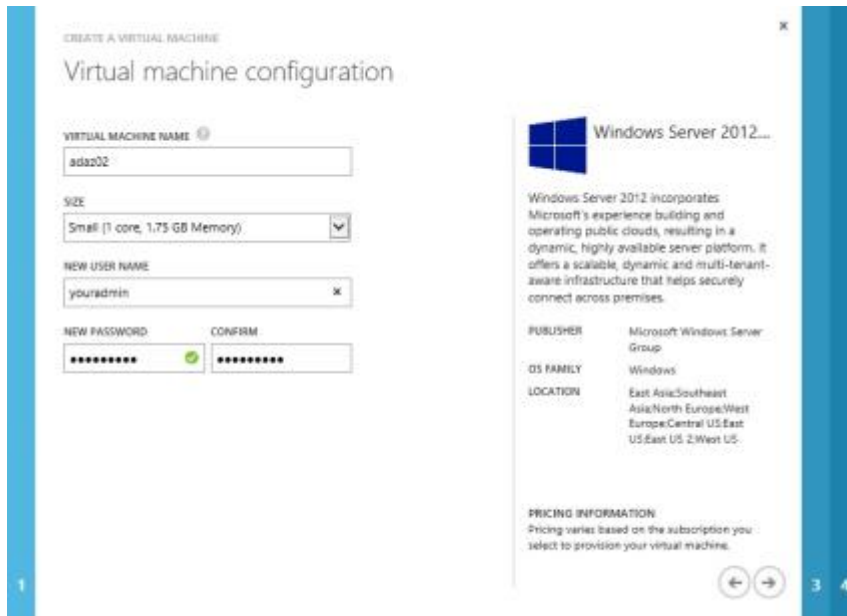 CREATE A VIRTUAL MACHINE
Virtual machine configuration
VIRTUAL MACHINE NAME
adaz02
SIZE
Small (1 core, 1.75 GB Memory)
NEW USER NAME
youradmin
NEW PASSWORD
CONFIRM
Windows Server 2012...
Windows Server 2012 incorporates
Microsoft's experience building and
operating public clouds, resulting in a
dynamic, highly available server platform. It
offers a scalable, dynamic and multi-tenant-
aware infrastructure that helps securely
connect across premises.
PUBLISHER Microsoft Windows Server
Group
OS FAMILY Windows
LOCATION East Asia;Southeast
Asia;North Europe;West
Europe;Central US;East
US;East US 2;West US
PRICING INFORMATION
Pricing varies based on the subscription you
select to provision your virtual machine.
1
3 4